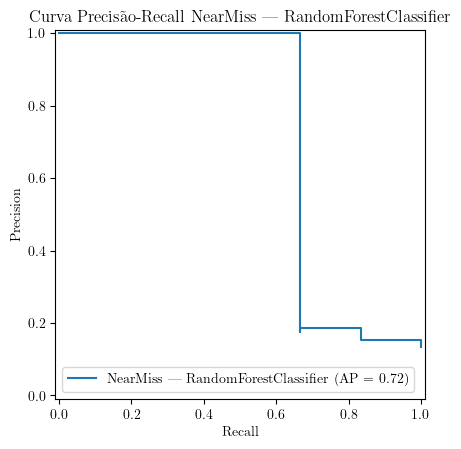 Curva Precisão-Recall NearMiss — RandomForestClassifier
1.0
0.8
0.6
0.4
0.2
0.0
Precision
NearMiss — RandomForestClassifier (AP = 0.72)
0.0 0.2 0.4 0.6 0.8 1.0
Recall